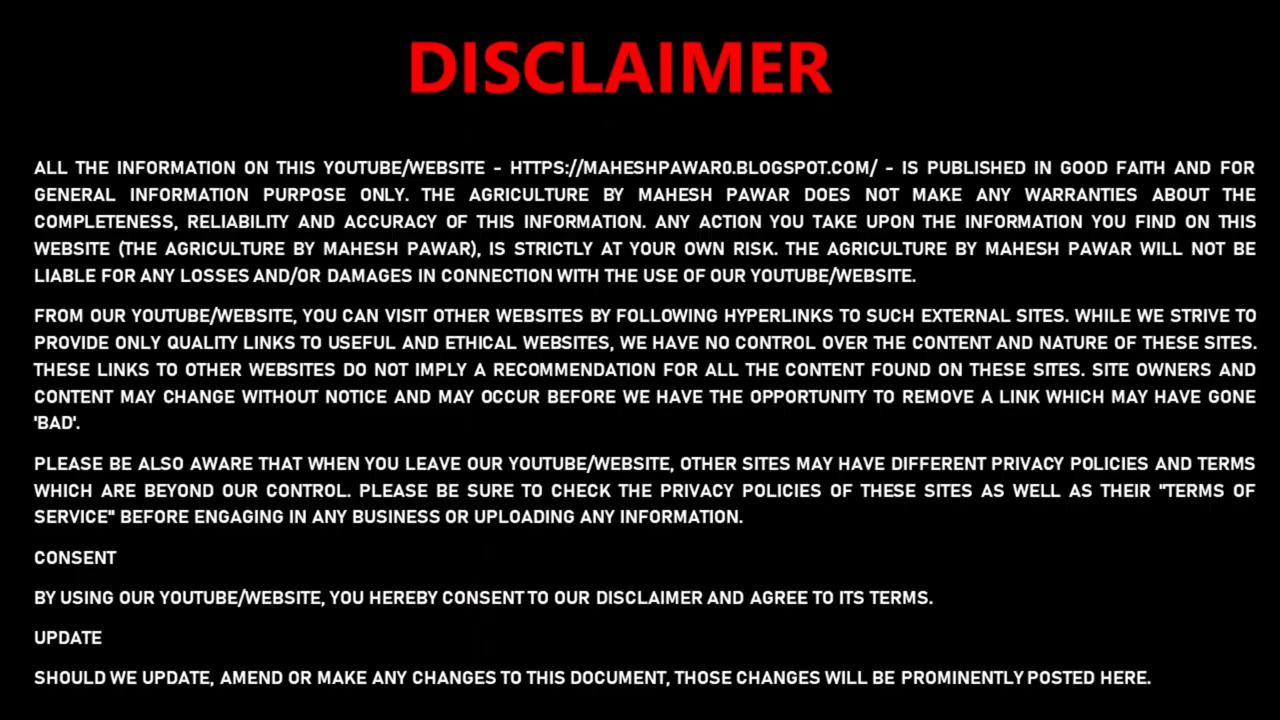 DISCLAIMER
ALL THE INFORMATION ON THIS YOUTUBE/WEBSITE - HTTPS://MAHESHPAWAR0.BLOGSPOT.COM/ - IS PUBLISHED IN GOOD FAITH AND FOR
GENERAL INFORMATION PURPOSE ONLY. THE AGRICULTURE BY MAHESH PAWAR DOES NOT MAKE ANY WARRANTIES ABOUT THE
COMPLETENESS, RELIABILITY AND ACCURACY OF THIS INFORMATION. ANY ACTION YOU TAKE UPON THE INFORMATION YOU FIND ON THIS
WEBSITE (THE AGRICULTURE BY MAHESH PAWAR), IS STRICTLY AT YOUR OWN RISK. THE AGRICULTURE BY MAHESH PAWAR WILL NOT BE
LIABLE FOR ANY LOSSES AND/OR DAMAGES IN CONNECTION WITH THE USE OF OUR YOUTUBE/WEBSITE.
FROM OUR YOUTUBE/WEBSITE, YOU CAN VISIT OTHER WEBSITES BY FOLLOWING HYPERLINKS TO SUCH EXTERNAL SITES. WHILE WE STRIVE TO
PROVIDE ONLY QUALITY LINKS TO USEFUL AND ETHICAL WEBSITES, WE HAVE NO CONTROL OVER THE CONTENT AND NATURE OF THESE SITES.
THESE LINKS TO OTHER WEBSITES DO NOT IMPLY A RECOMMENDATION FOR ALL THE CONTENT FOUND ON THESE SITES. SITE OWNERS AND
CONTENT MAY CHANGE WITHOUT NOTICE AND MAY OCCUR BEFORE WE HAVE THE OPPORTUNITY TO REMOVE A LINK WHICH MAY HAVE GONE
'BAD'.
PLEASE BE ALSO AWARE THAT WHEN YOU LEAVE OUR YOUTUBE/WEBSITE, OTHER SITES MAY HAVE DIFFERENT PRIVACY POLICIES AND TERMS
WHICH ARE BEYOND OUR CONTROL. PLEASE BE SURE TO CHECK THE PRIVACY POLICIES OF THESE SITES AS WELL AS THEIR "TERMS OF
SERVICE" BEFORE ENGAGING IN ANY BUSINESS OR UPLOADING ANY INFORMATION.
CONSENT
BY USING OUR YOUTUBE/WEBSITE, YOU HEREBY CONSENT TO OUR DISCLAIMER AND AGREE TO ITS TERMS.
UPDATE
SHOULD WE UPDATE, AMEND OR MAKE ANY CHANGES TO THIS DOCUMENT, THOSE CHANGES WILL BE PROMINENTLY POSTED HERE.